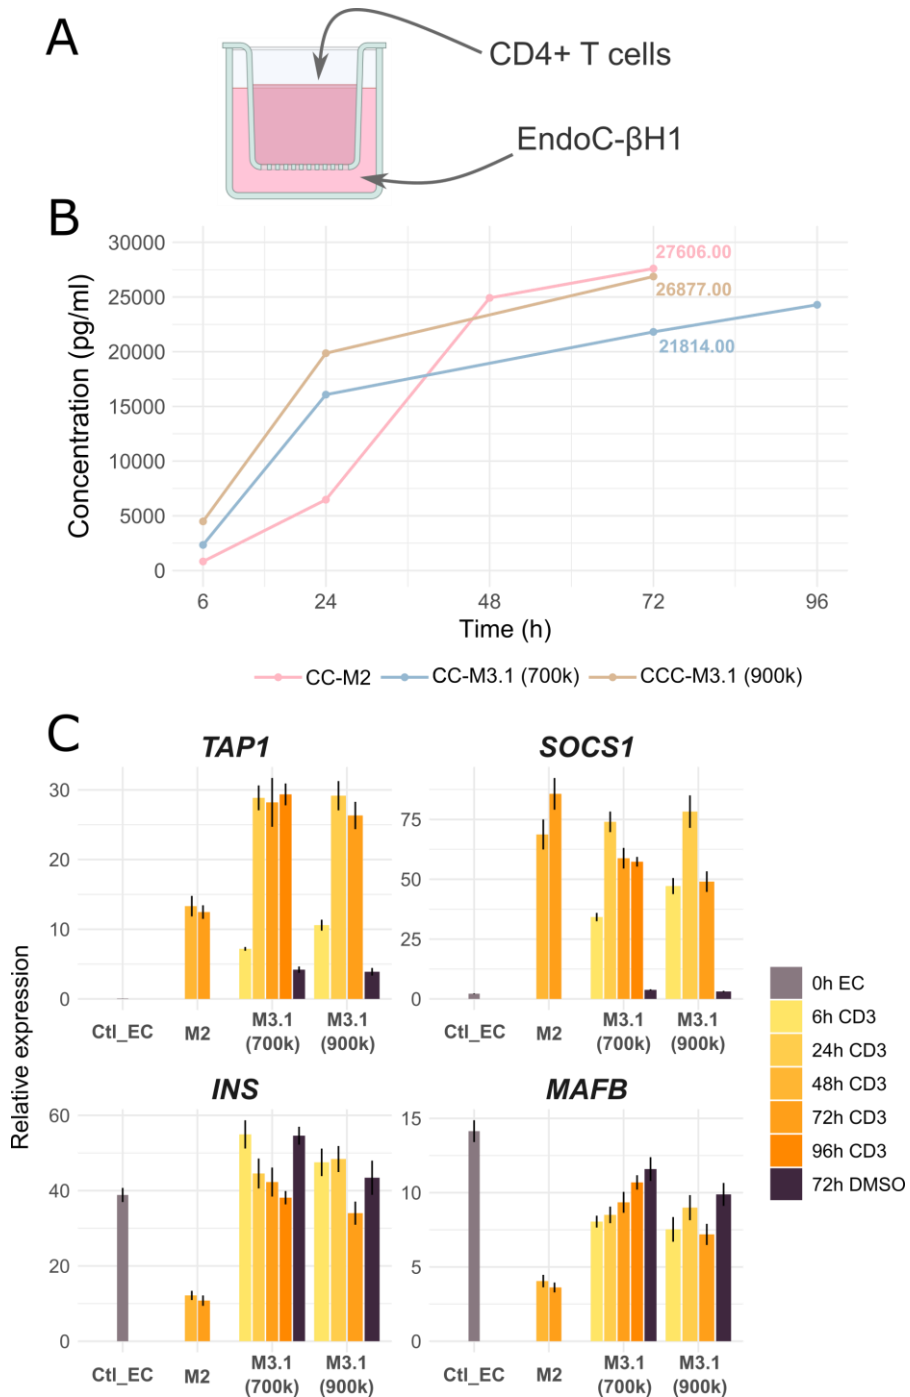 A
CD4+ T cells
EndoC-βH1
B
Concentration (pg/ml)
30000
25000
20000
15000
10000
5000
0
27606.00
26877.00
21814.00
6 24 48 72 96
Time (h)
CC-M2 CC-M3.1 (700k) CCC-M3.1 (900k)
C
Relative expression
TAP1
30
20
10
0
Ctl_EC M2 M3.1 (700k) M3.1 (900k)
SOCS1
75
50
25
0
Ctl_EC M2 M3.1 (700k) M3.1 (900k)
INS
60
40
20
0
Ctl_EC M2 M3.1 (700k) M3.1 (900k)
MAFB
15
10
5
0
Ctl_EC M2 M3.1 (700k) M3.1 (900k)
0h EC
6h CD3
24h CD3
48h CD3
72h CD3
96h CD3
72h DMSO